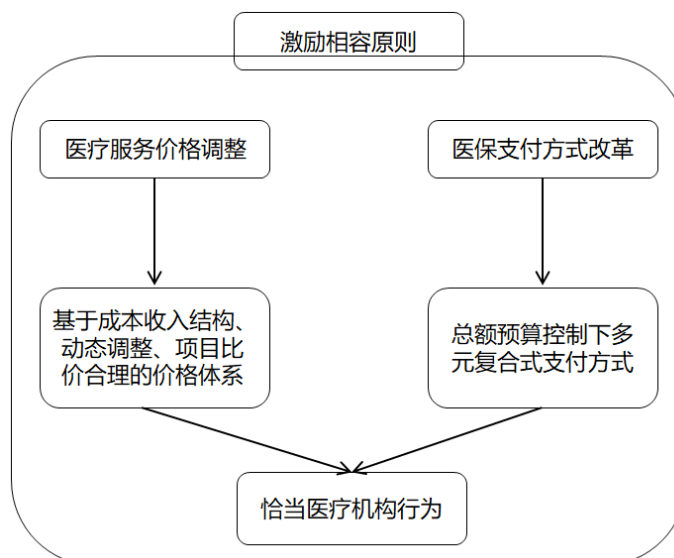 激励相容原则
医疗服务价格调整
医保支付方式改革
基于成本收入结构、
动态调整、项目比
价合理的价格体系
总额预算控制下多
元复合式支付方式
恰当医疗机构行为